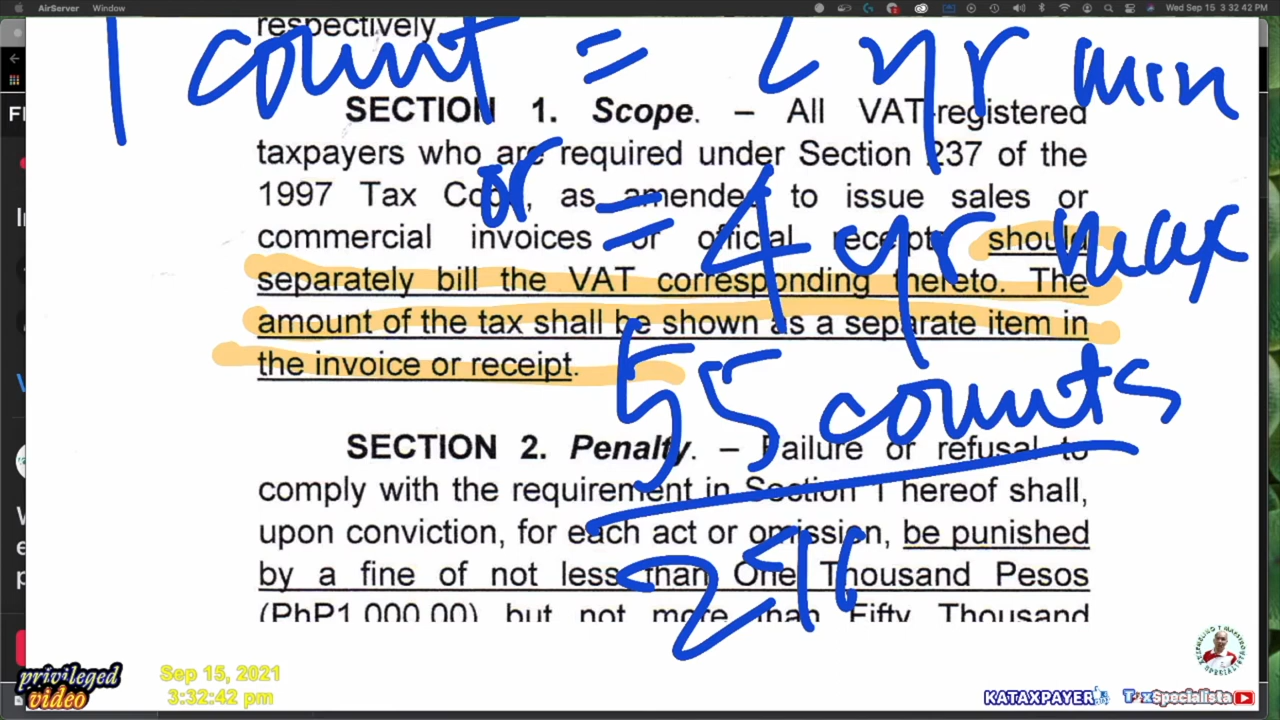 AirServer Window Wed Sep 15 3:32:42 PM
respectively
1 count = 2 yr min
SECTION 1. Scope. – All VAT-registered
taxpayers who are required under Section 237 of the
1997 Tax Code, as amended to issue sales or
or = 4 yr max
commercial invoices or official receipts should
separately bill the VAT corresponding thereto. The
amount of the tax shall be shown as a separate item in
the invoice or receipt.
55 counts
SECTION 2. Penalty. – Failure or refusal to
comply with the requirement in Section 1 hereof shall,
upon conviction, for each act or omission, be punished
by a fine of not less than One Thousand Pesos
(PhP1,000.00) but not more than Fifty Thousand
privileged
video
Sep 15, 2021
3:32:42 pm
KATAXPAYER
TaxSpecialista